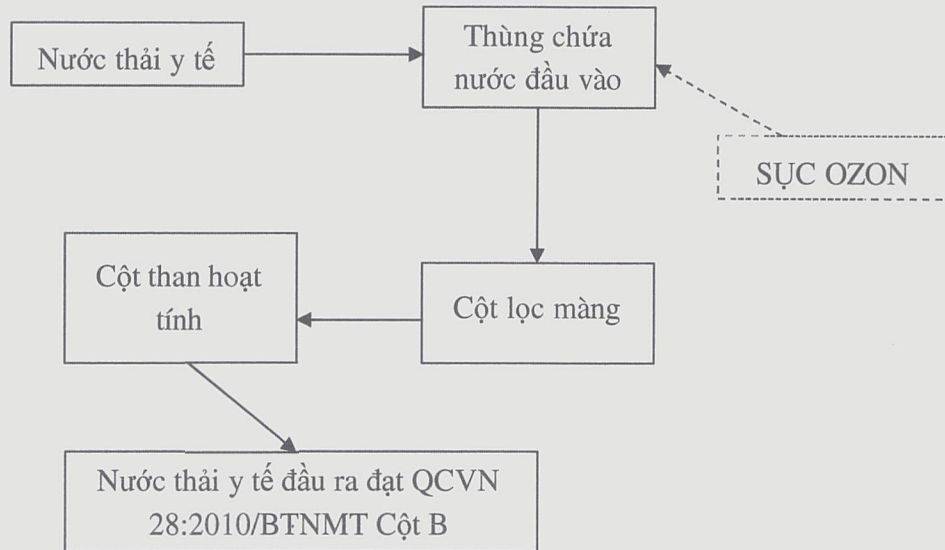 Nước thải y tế
Thùng chứa
nước đầu vào
SỤC OZON
Cột than hoạt
tính
Cột lọc màng
Nước thải y tế đầu ra đạt QCVN
28:2010/BTNMT Cột B